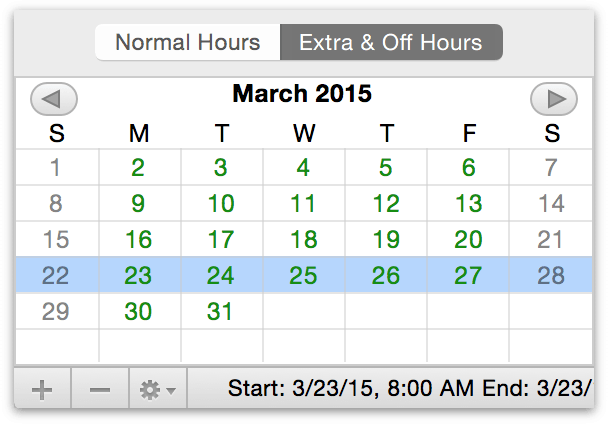 Normal Hours Extra & Off Hours
March 2015
S M T W T F S
1 2 3 4 5 6 7
8 9 10 11 12 13 14
15 16 17 18 19 20 21
22 23 24 25 26 27 28
29 30 31
Start: 3/23/15, 8:00 AM End: 3/23/